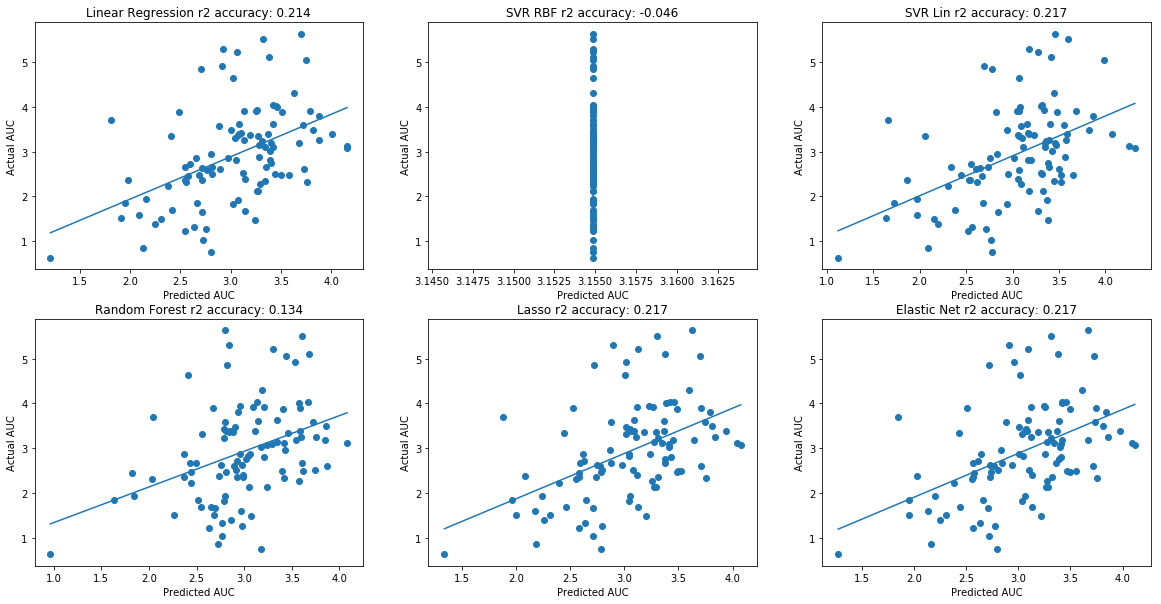 Linear Regression r2 accuracy: 0.214
Actual AUC
5
4
3
2
1
1.5 2.0 2.5 3.0 3.5 4.0
Predicted AUC
SVR RBF r2 accuracy: -0.046
Actual AUC
5
4
3
2
1
3.1450 3.1475 3.1500 3.1525 3.1550 3.1575 3.1600 3.1625
Predicted AUC
SVR Lin r2 accuracy: 0.217
Actual AUC
5
4
3
2
1
1.0 1.5 2.0 2.5 3.0 3.5 4.0
Predicted AUC
Random Forest r2 accuracy: 0.134
Actual AUC
5
4
3
2
1
1.0 1.5 2.0 2.5 3.0 3.5 4.0
Predicted AUC
Lasso r2 accuracy: 0.217
Actual AUC
5
4
3
2
1
1.5 2.0 2.5 3.0 3.5 4.0
Predicted AUC
Elastic Net r2 accuracy: 0.217
Actual AUC
5
4
3
2
1
1.5 2.0 2.5 3.0 3.5 4.0
Predicted AUC